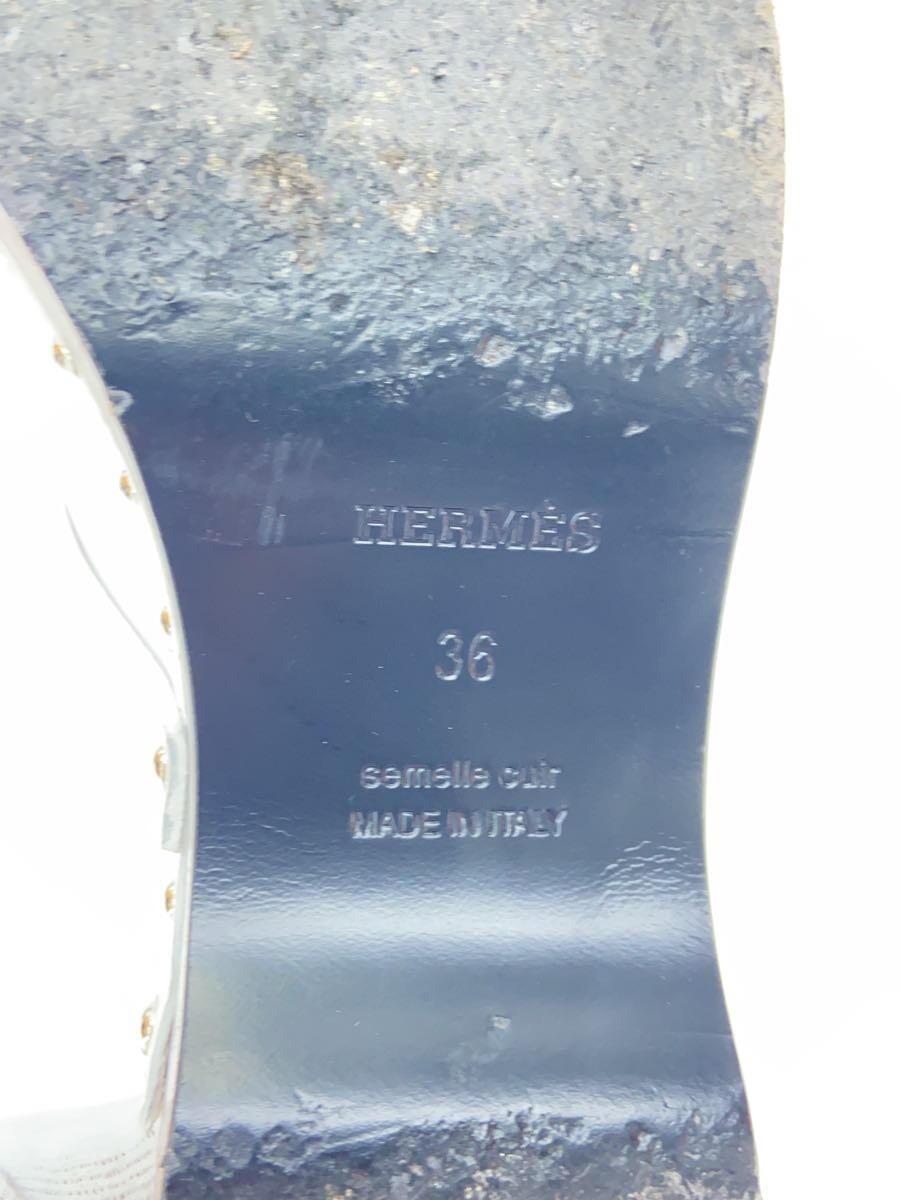 HERMÈS
36
semelle cuir
MADE IN ITALY